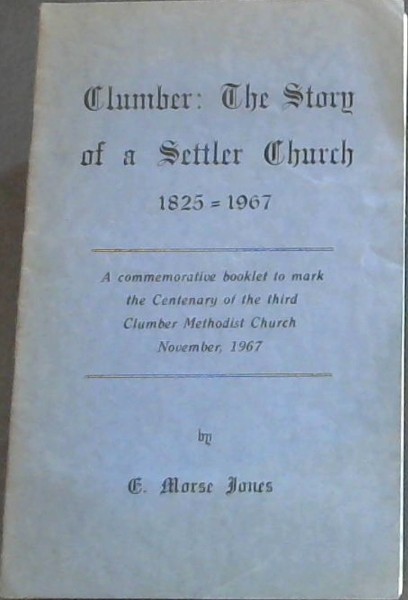 Clumber: The Story
of a Settler Church
1825 = 1967
A commemorative booklet to mark
the Centenary of the third
Clumber Methodist Church
November, 1967
by
E. Morse Jones